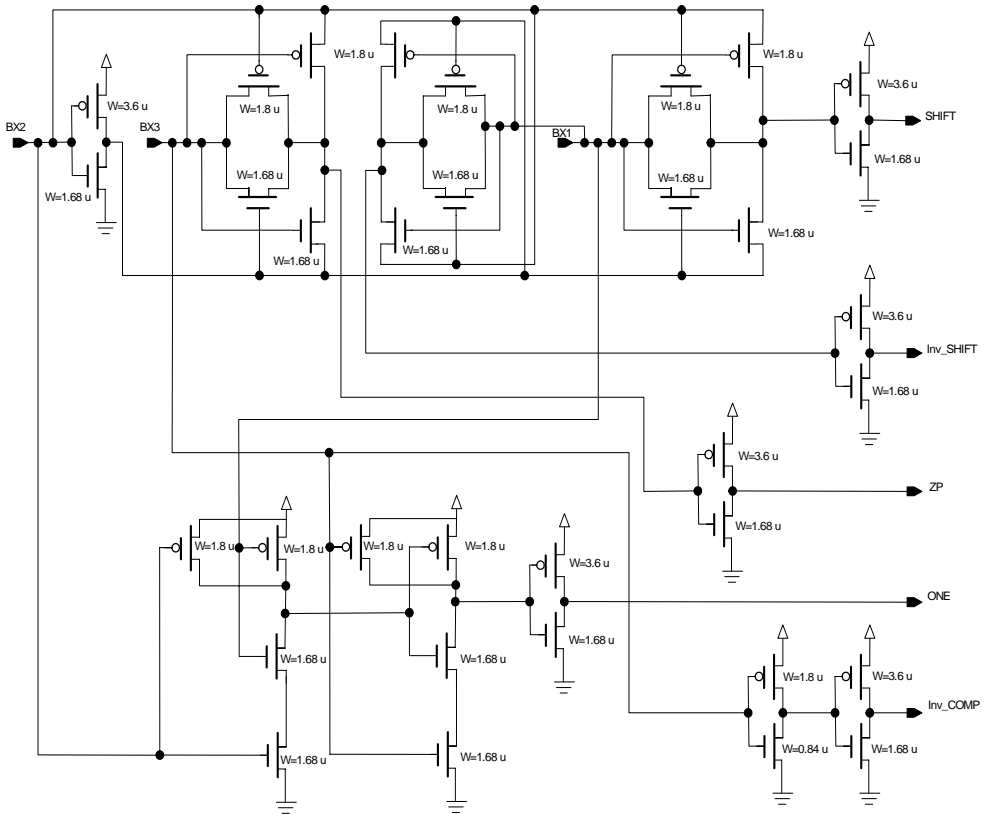 W=1.8 u
W=1.8 u
W=1.8 u
SHIFT
W=3.6 u
W=3.6 u
W=1.8 u
W=1.8 u
W=1.8 u
BX2
BX3
BX1
W=1.68 u
W=1.68 u
W=1.68 u
W=1.68 u
W=1.68 u
W=1.68 u
W=1.68 u
W=1.68 u
W=1.68 u
W=3.6 u
Inv_SHIFT
W=1.68 u
W=3.6 u
ZP
W=1.68 u
W=1.8 u
W=1.8 u
W=1.8 u
W=1.8 u
W=3.6 u
ONE
W=1.68 u
W=1.68 u
W=1.68 u
W=1.8 u
W=3.6 u
Inv_COMP
W=1.68 u
W=1.68 u
W=0.84 u
W=1.68 u